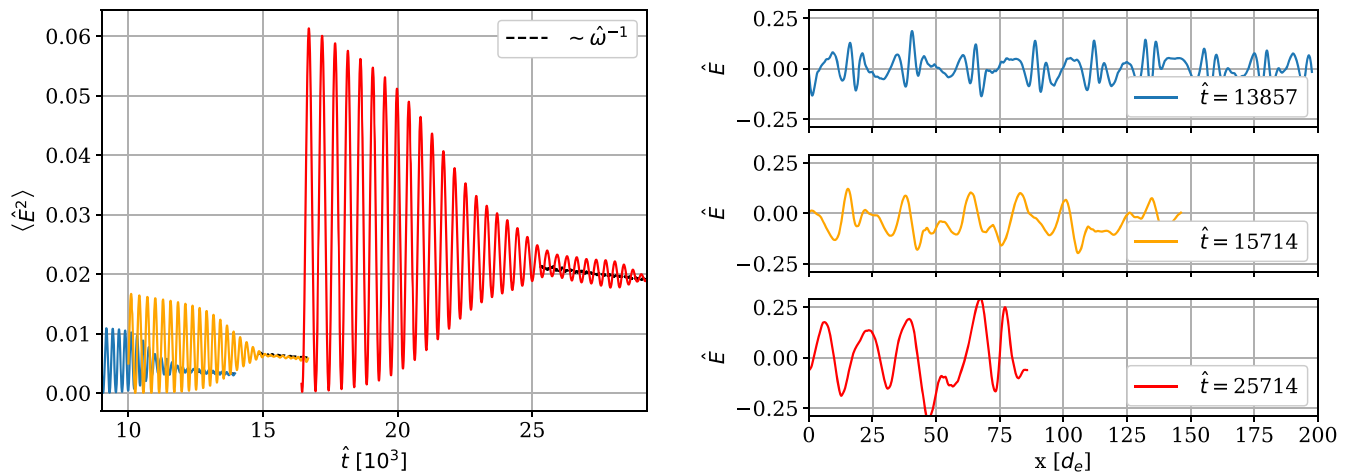 0.06
0.05
0.04
0.03
0.02
0.01
0.00
⟨Ê²⟩
~ ω̂⁻¹
10
15
20
25
t̂ [10³]
0.25
0.00
−0.25
Ê
t̂ = 13857
0.25
0.00
−0.25
Ê
t̂ = 15714
0.25
0.00
−0.25
Ê
t̂ = 25714
0
25
50
75
100
125
150
175
200
x [dₑ]